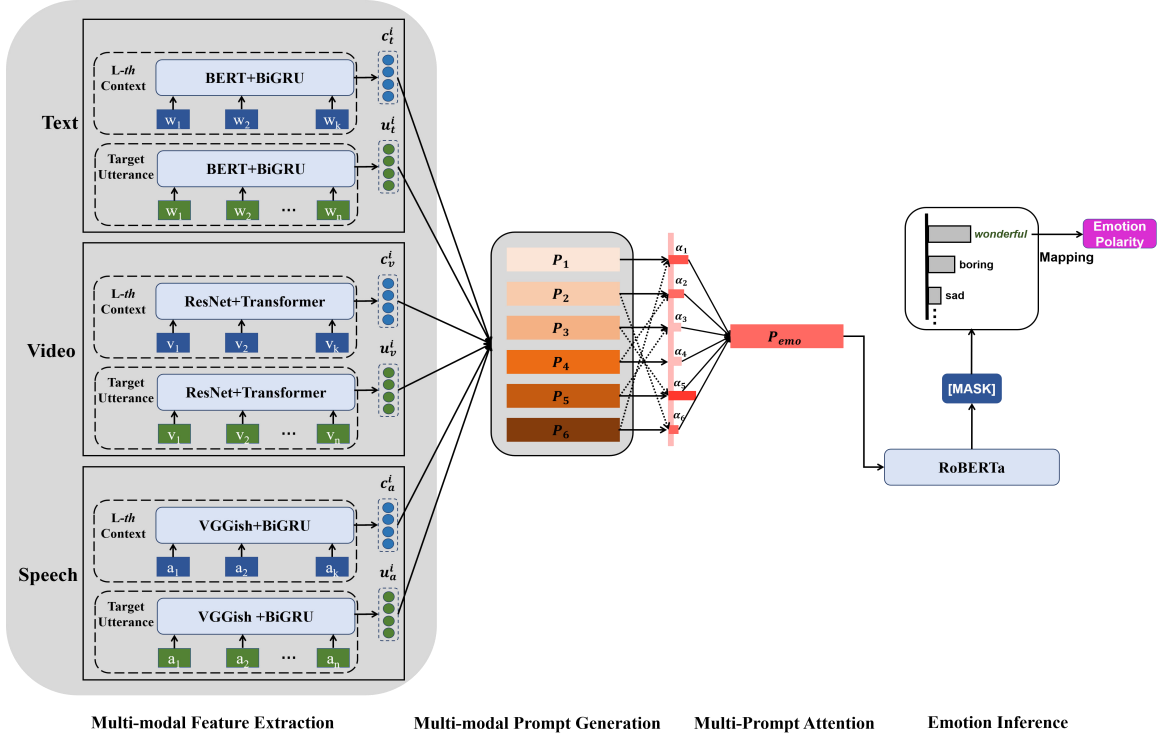 Text
L-th
Context
BERT+BiGRU
w1
w2
wk
c_t^i
Target
Utterance
BERT+BiGRU
w1
w2
...
wn
u_t^i
Video
L-th
Context
ResNet+Transformer
v1
v2
vk
c_v^i
Target
Utterance
ResNet+Transformer
v1
v2
...
vn
u_v^i
Speech
L-th
Context
VGGish+BiGRU
a1
a2
ak
c_a^i
Target
Utterance
VGGish +BiGRU
a1
a2
...
an
u_a^i
P1
P2
P3
P4
P5
P6
α1
α2
α3
α4
α5
α6
Pemo
RoBERTa
[MASK]
wonderful
boring
sad
Mapping
Emotion
Polarity
Multi-modal Feature Extraction
Multi-modal Prompt Generation
Multi-Prompt Attention
Emotion Inference